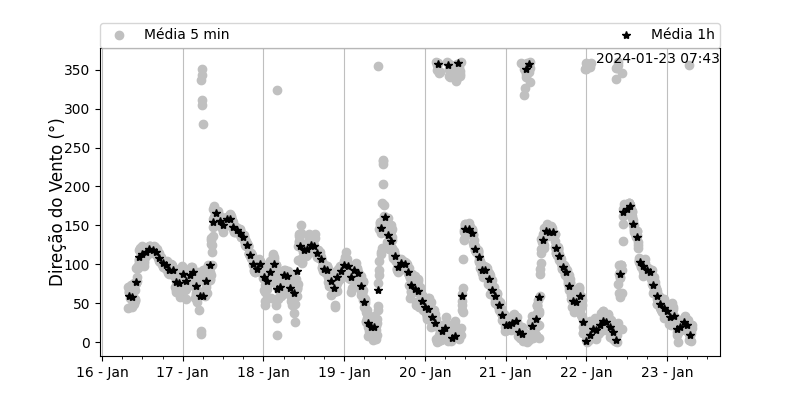 Média 5 min
Média 1h
2024-01-23 07:43
Direção do Vento (°)
350
300
250
200
150
100
50
0
16 - Jan
17 - Jan
18 - Jan
19 - Jan
20 - Jan
21 - Jan
22 - Jan
23 - Jan